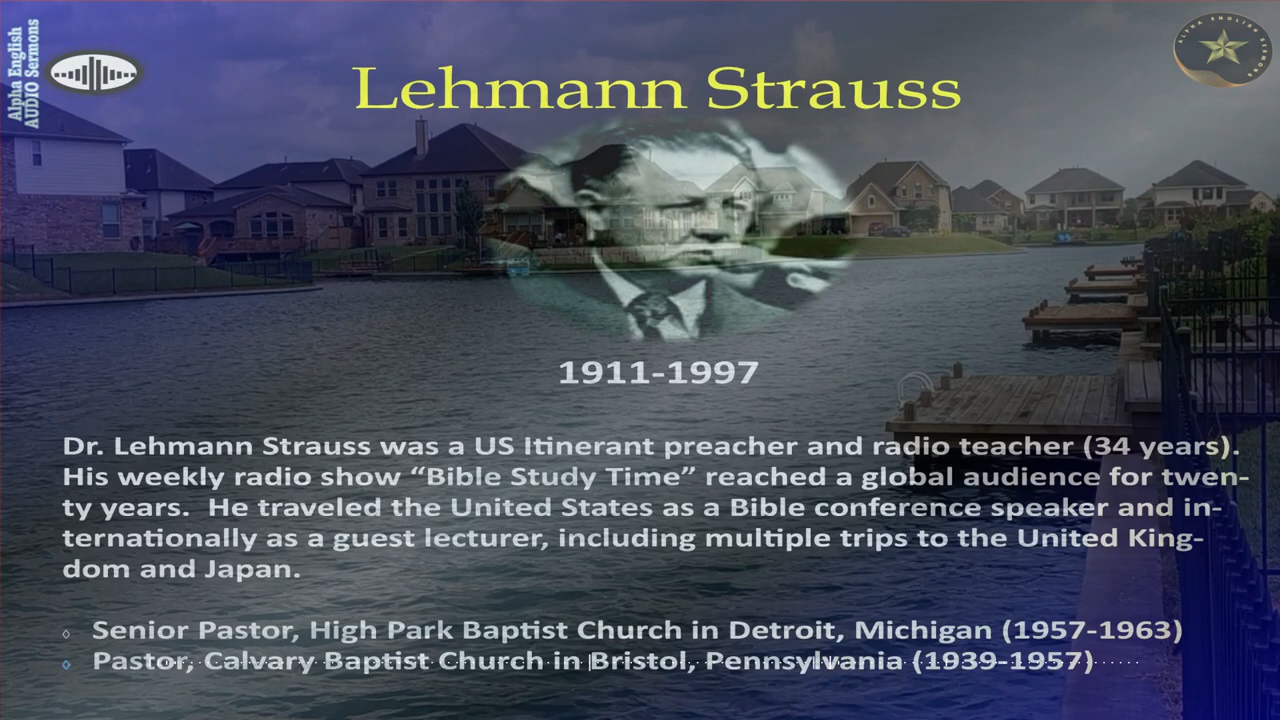 Alpha English
AUDIO Sermons
ALPHA ENGLISH SERMONS
Lehmann Strauss
1911-1997
Dr. Lehmann Strauss was a US Itinerant preacher and radio teacher (34 years).
His weekly radio show “Bible Study Time” reached a global audience for twen-
ty years.  He traveled the United States as a Bible conference speaker and in-
ternationally as a guest lecturer, including multiple trips to the United King-
dom and Japan.
◊ Senior Pastor, High Park Baptist Church in Detroit, Michigan (1957-1963)
◊ Pastor, Calvary Baptist Church in Bristol, Pennsylvania (1939-1957)